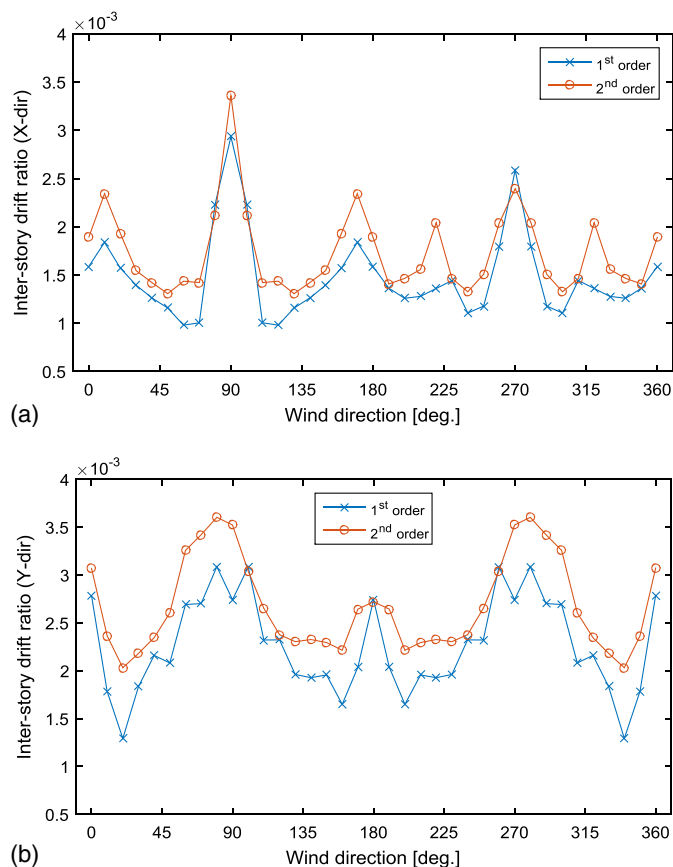 ×10⁻³
4
3.5
3
2.5
2
1.5
1
0.5
Inter-story drift ratio (X-dir)
1st order
2nd order
0 45 90 135 180 225 270 315 360
Wind direction [deg.]
(a)
×10⁻³
4
3.5
3
2.5
2
1.5
1
0.5
Inter-story drift ratio (Y-dir)
1st order
2nd order
0 45 90 135 180 225 270 315 360
Wind direction [deg.]
(b)